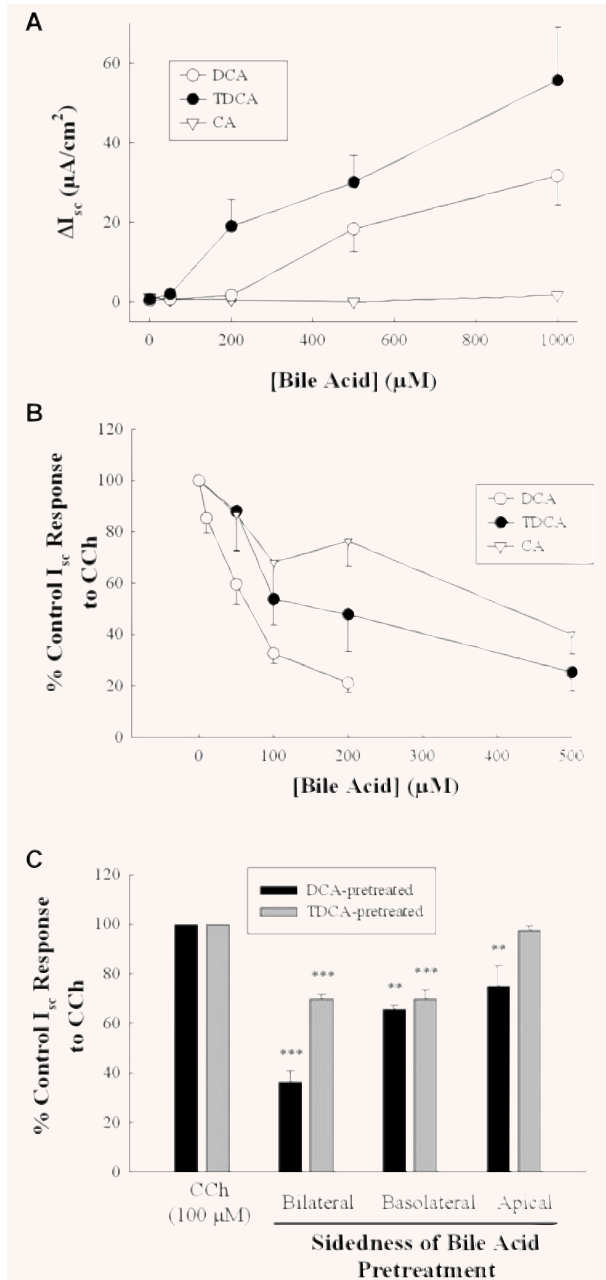 A
60
40
20
0
ΔIsc (μA/cm2)
DCA
TDCA
CA
0 200 400 600 800 1000
[Bile Acid] (μM)
B
120
100
80
60
40
20
0
% Control Isc Response
to CCh
DCA
TDCA
CA
0 100 200 300 400 500
[Bile Acid] (μM)
C
120
100
80
60
40
20
0
% Control Isc Response
to CCh
DCA-pretreated
TDCA-pretreated
***
***
**
***
**
CCh
(100 μM)
Bilateral Basolateral Apical
Sidedness of Bile Acid
Pretreatment